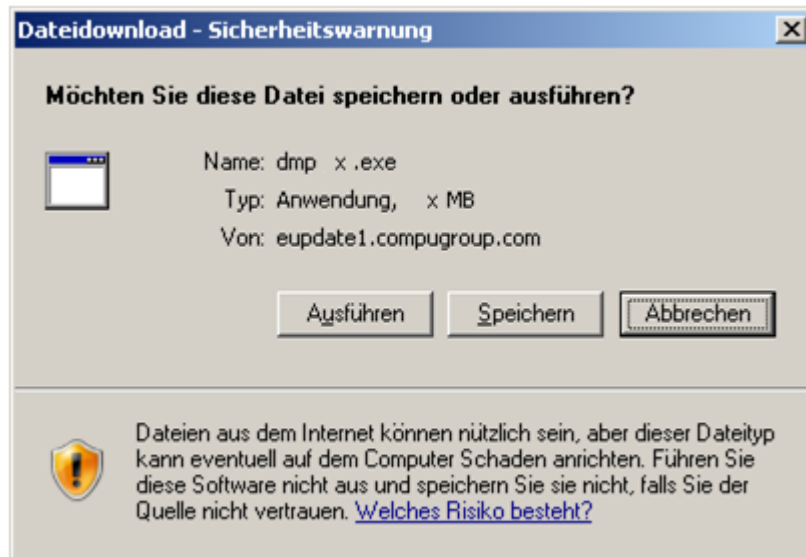 Dateidownload - Sicherheitswarnung
Möchten Sie diese Datei speichern oder ausführen?
Name: dmp x .exe
Typ: Anwendung, x MB
Von: eupdate1.compugroup.com
Ausführen Speichern Abbrechen
Dateien aus dem Internet können nützlich sein, aber dieser Dateityp
kann eventuell auf dem Computer Schaden anrichten. Führen Sie
diese Software nicht aus und speichern Sie sie nicht, falls Sie der
Quelle nicht vertrauen. Welches Risiko besteht?